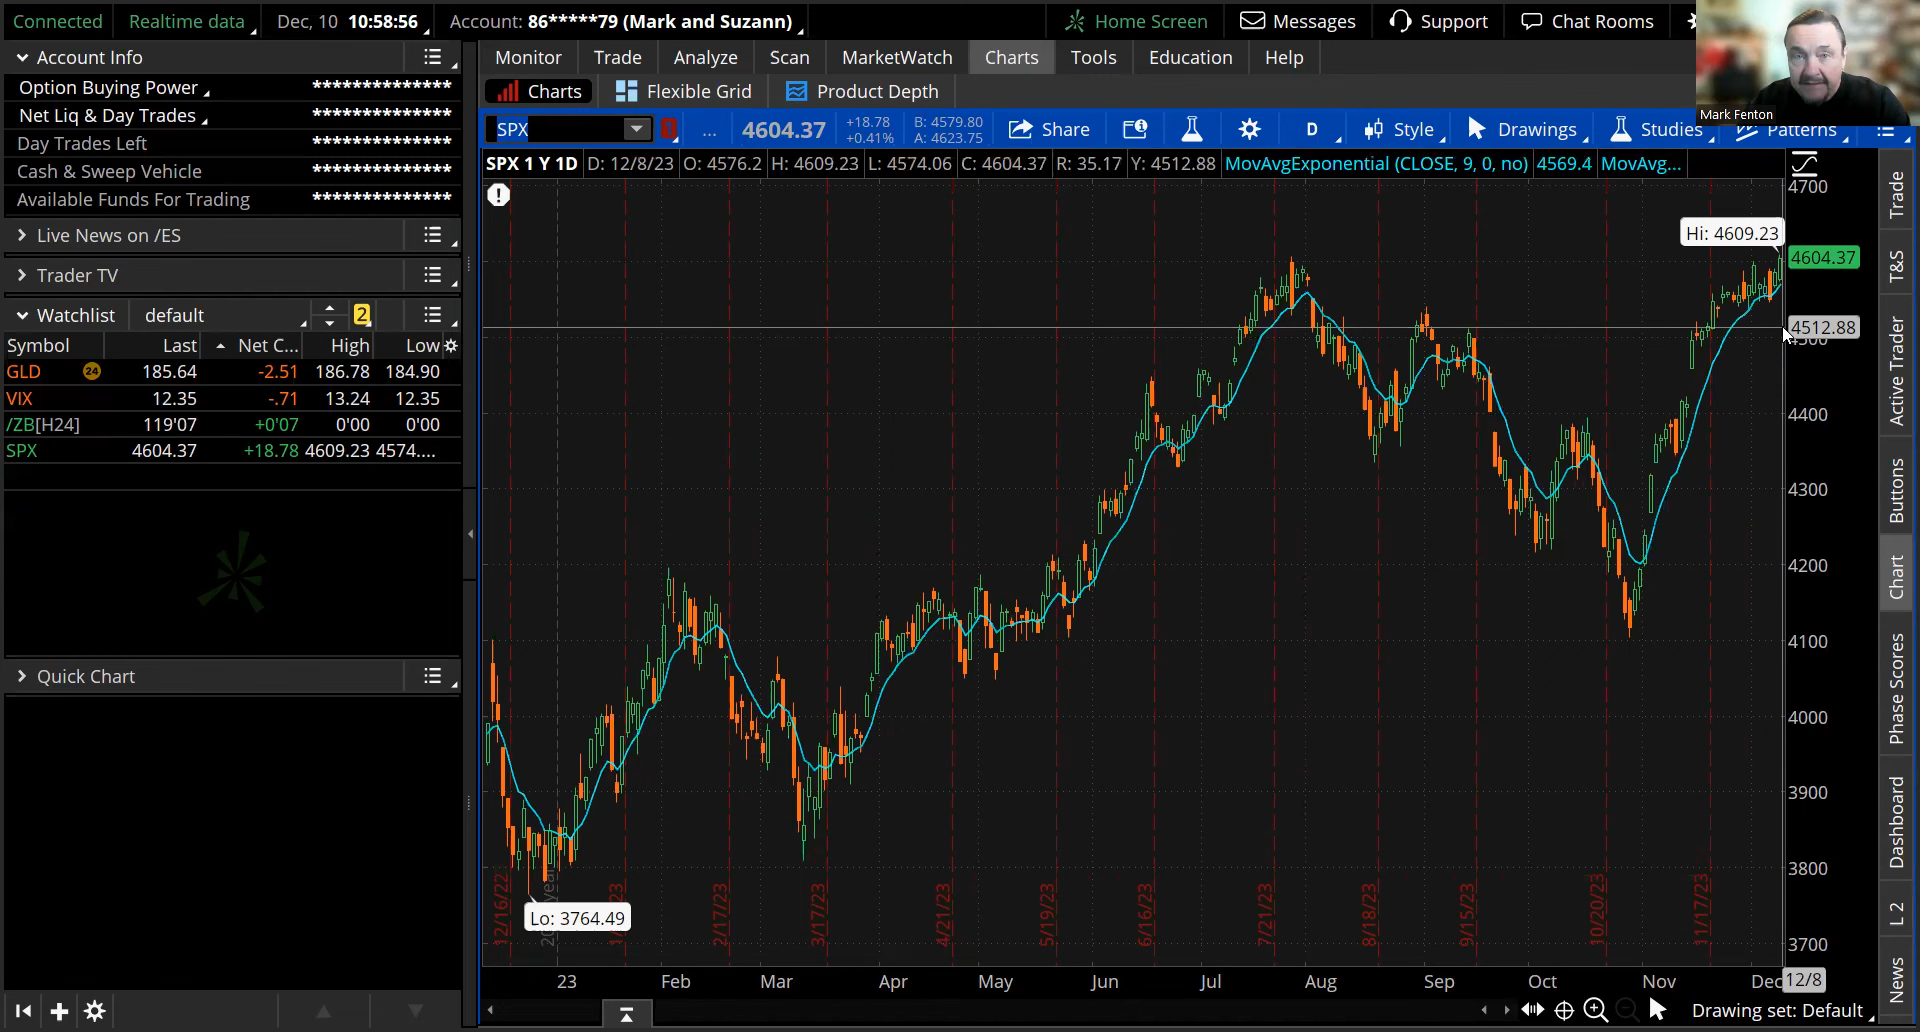 Connected Realtime data Dec, 10 10:58:56 Account: 86*****79 (Mark and Suzann) Home Screen Messages Support Chat Rooms
Account Info
Option Buying Power **************
Net Liq & Day Trades **************
Day Trades Left **************
Cash & Sweep Vehicle **************
Available Funds For Trading **************
Live News on /ES
Trader TV
Watchlist default 2
Symbol Last Net C... High Low
GLD 24 185.64 -2.51 186.78 184.90
VIX 12.35 -.71 13.24 12.35
/ZB[H24] 119'07 +0'07 0'00 0'00
SPX 4604.37 +18.78 4609.23 4574....
Quick Chart
Monitor Trade Analyze Scan MarketWatch Charts Tools Education Help
Charts Flexible Grid Product Depth
Mark Fenton
SPX ... 4604.37 +18.78 +0.41% B: 4579.80 A: 4623.75 Share D Style Drawings Studies Patterns
SPX 1 Y 1D D: 12/8/23 O: 4576.2 H: 4609.23 L: 4574.06 C: 4604.37 R: 35.17 Y: 4512.88 MovAvgExponential (CLOSE, 9, 0, no) 4569.4 MovAvg...
4700
Hi: 4609.23
4604.37
4512.88
4500
4400
4300
4200
4100
4000
3900
3800
3700
Lo: 3764.49
12/16/22 2/17/23 3/17/23 4/21/23 5/19/23 6/16/23 7/21/23 8/18/23 9/15/23 10/20/23 11/17/23
23 Feb Mar Apr May Jun Jul Aug Sep Oct Nov Dec 12/8
Drawing set: Default
Trade
T&S
Active Trader
Buttons
Chart
Phase Scores
Dashboard
L 2
News